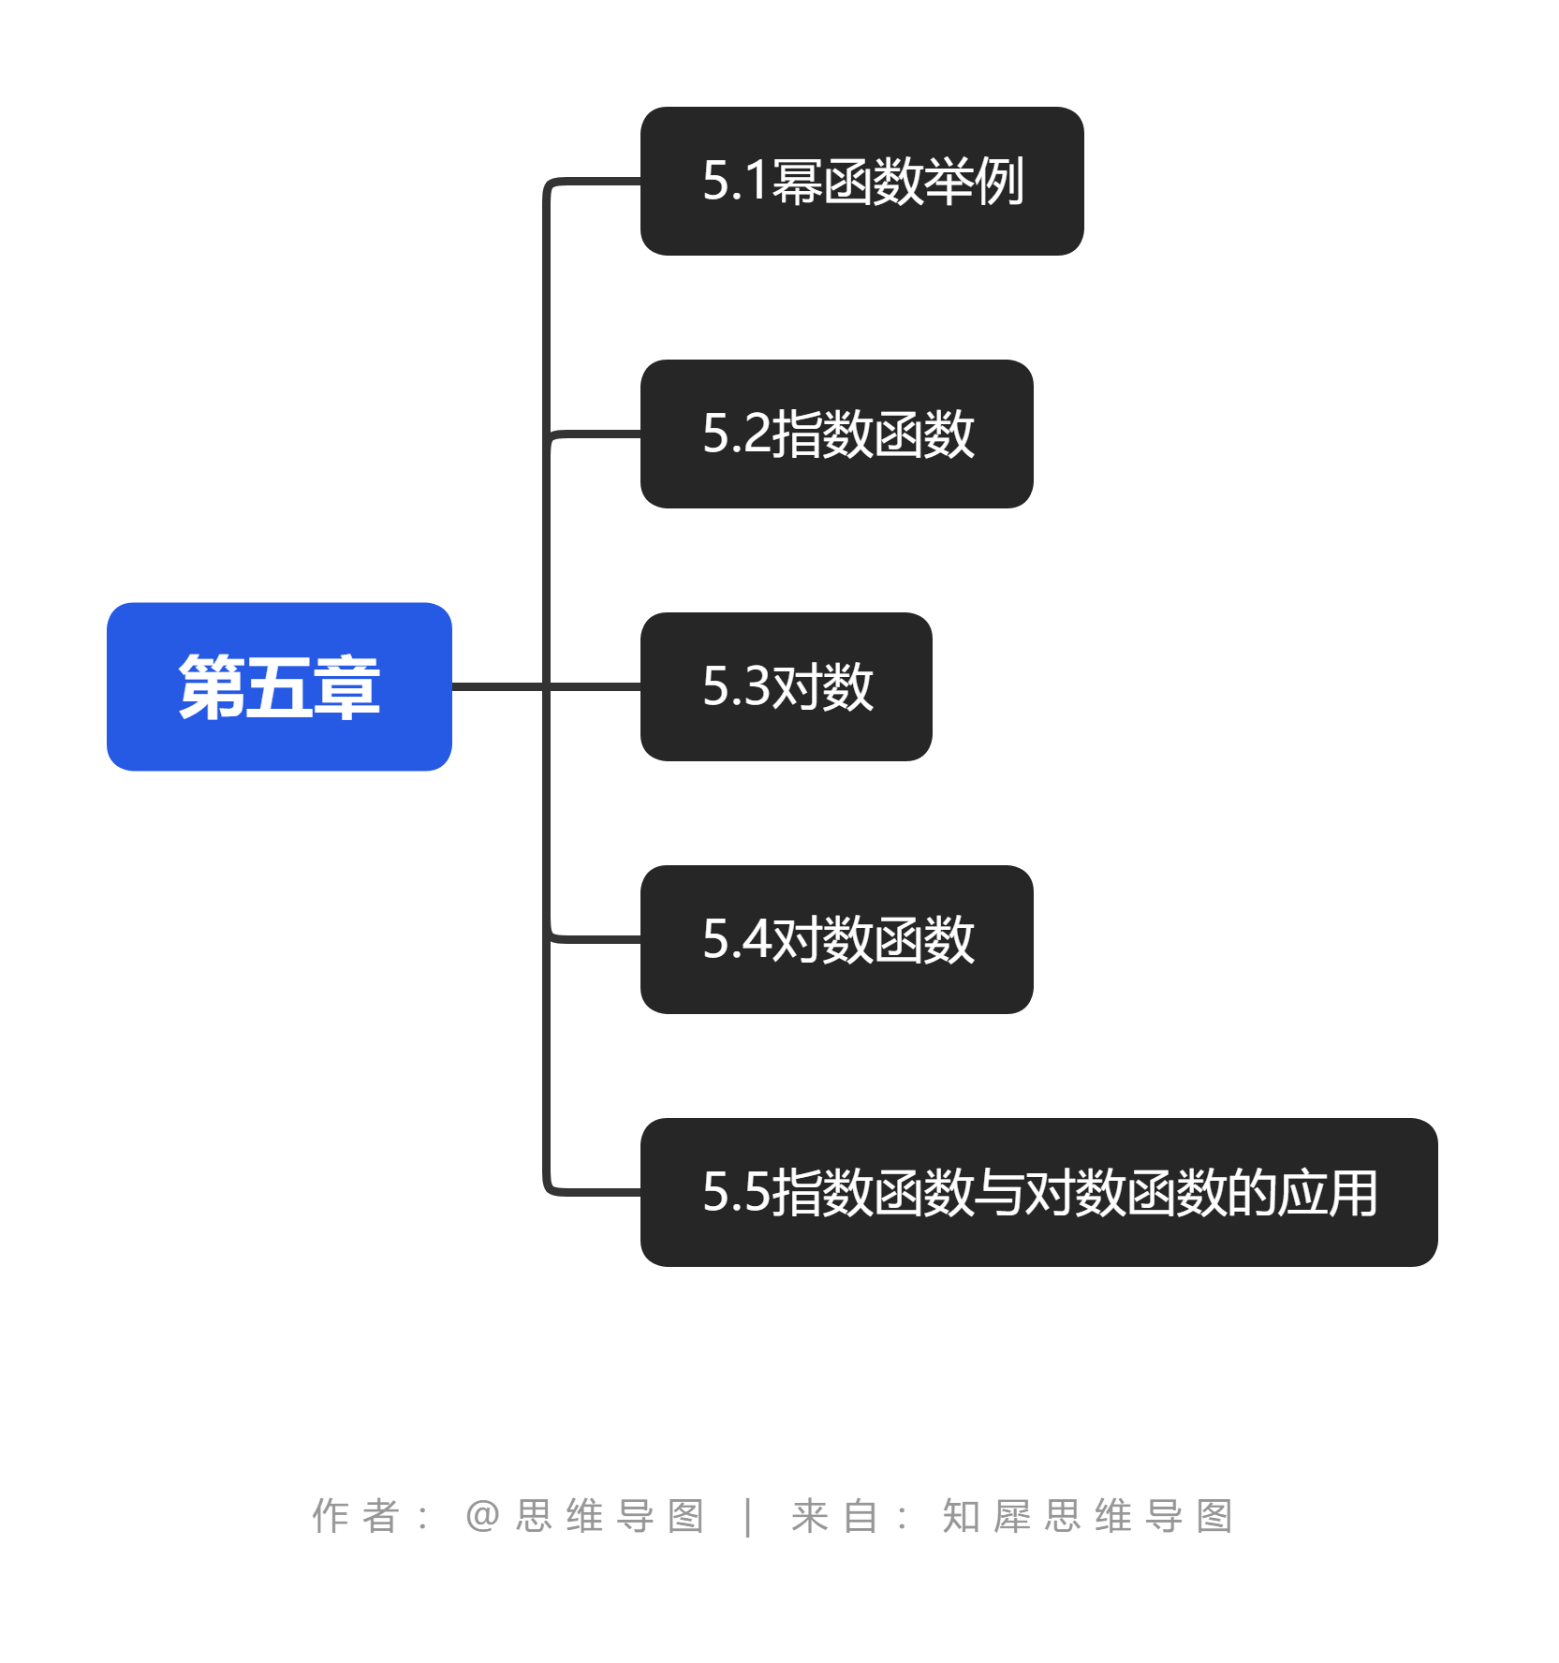 5.1幂函数举例
5.2指数函数
第五章
5.3对数
5.4对数函数
5.5指数函数与对数函数的应用
作者：@思维导图 | 来自：知犀思维导图